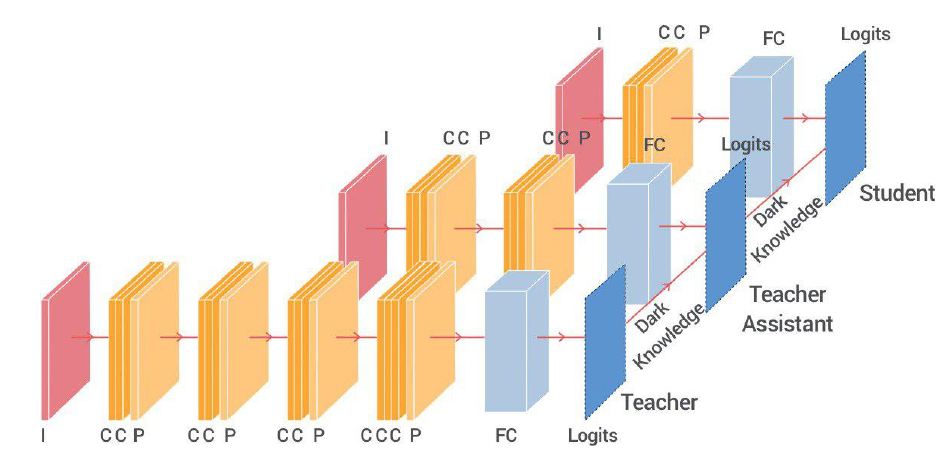 I
C C P
FC
Logits
I
C C P
C C P
FC
Logits
Student
Dark
Knowledge
Teacher
Assistant
Dark
Knowledge
Teacher
I
C C P
C C P
C C P
C C C P
FC
Logits